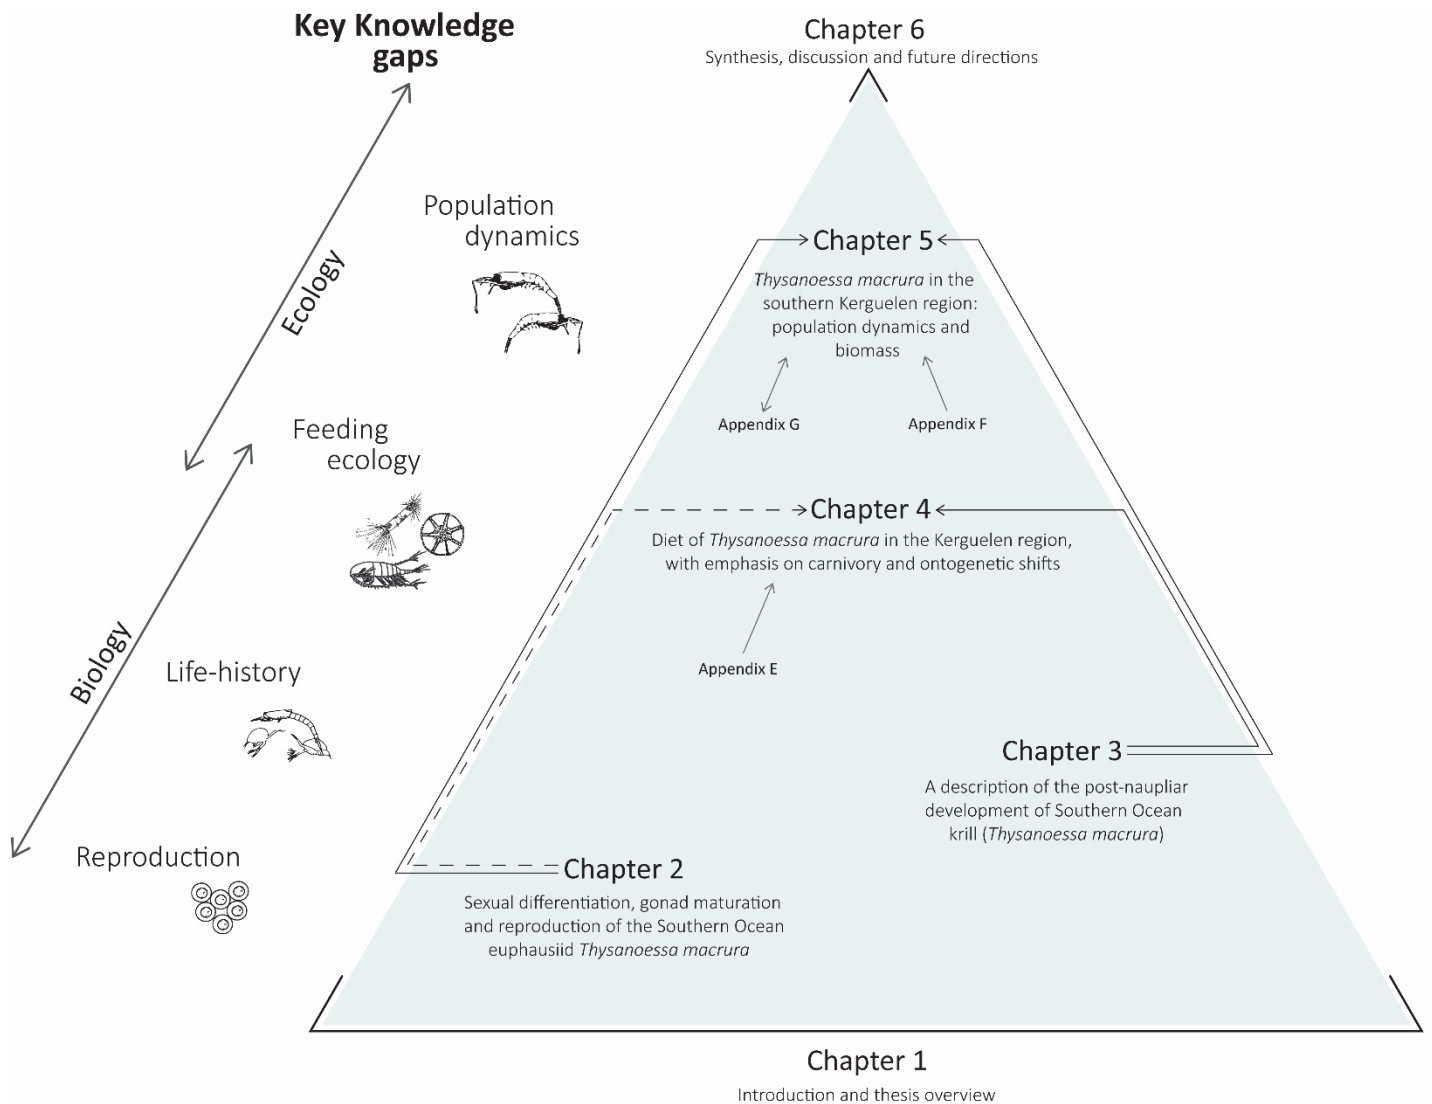 Key Knowledge
gaps
Ecology
Biology
Population
dynamics
Feeding
ecology
Life-history
Reproduction
Chapter 6
Synthesis, discussion and future directions
Chapter 5
Thysanoessa macrura in the
southern Kerguelen region:
population dynamics and
biomass
Appendix G
Appendix F
Chapter 4
Diet of Thysanoessa macrura in the Kerguelen region,
with emphasis on carnivory and ontogenetic shifts
Appendix E
Chapter 3
A description of the post-naupliar
development of Southern Ocean
krill (Thysanoessa macrura)
Chapter 2
Sexual differentiation, gonad maturation
and reproduction of the Southern Ocean
euphausiid Thysanoessa macrura
Chapter 1
Introduction and thesis overview